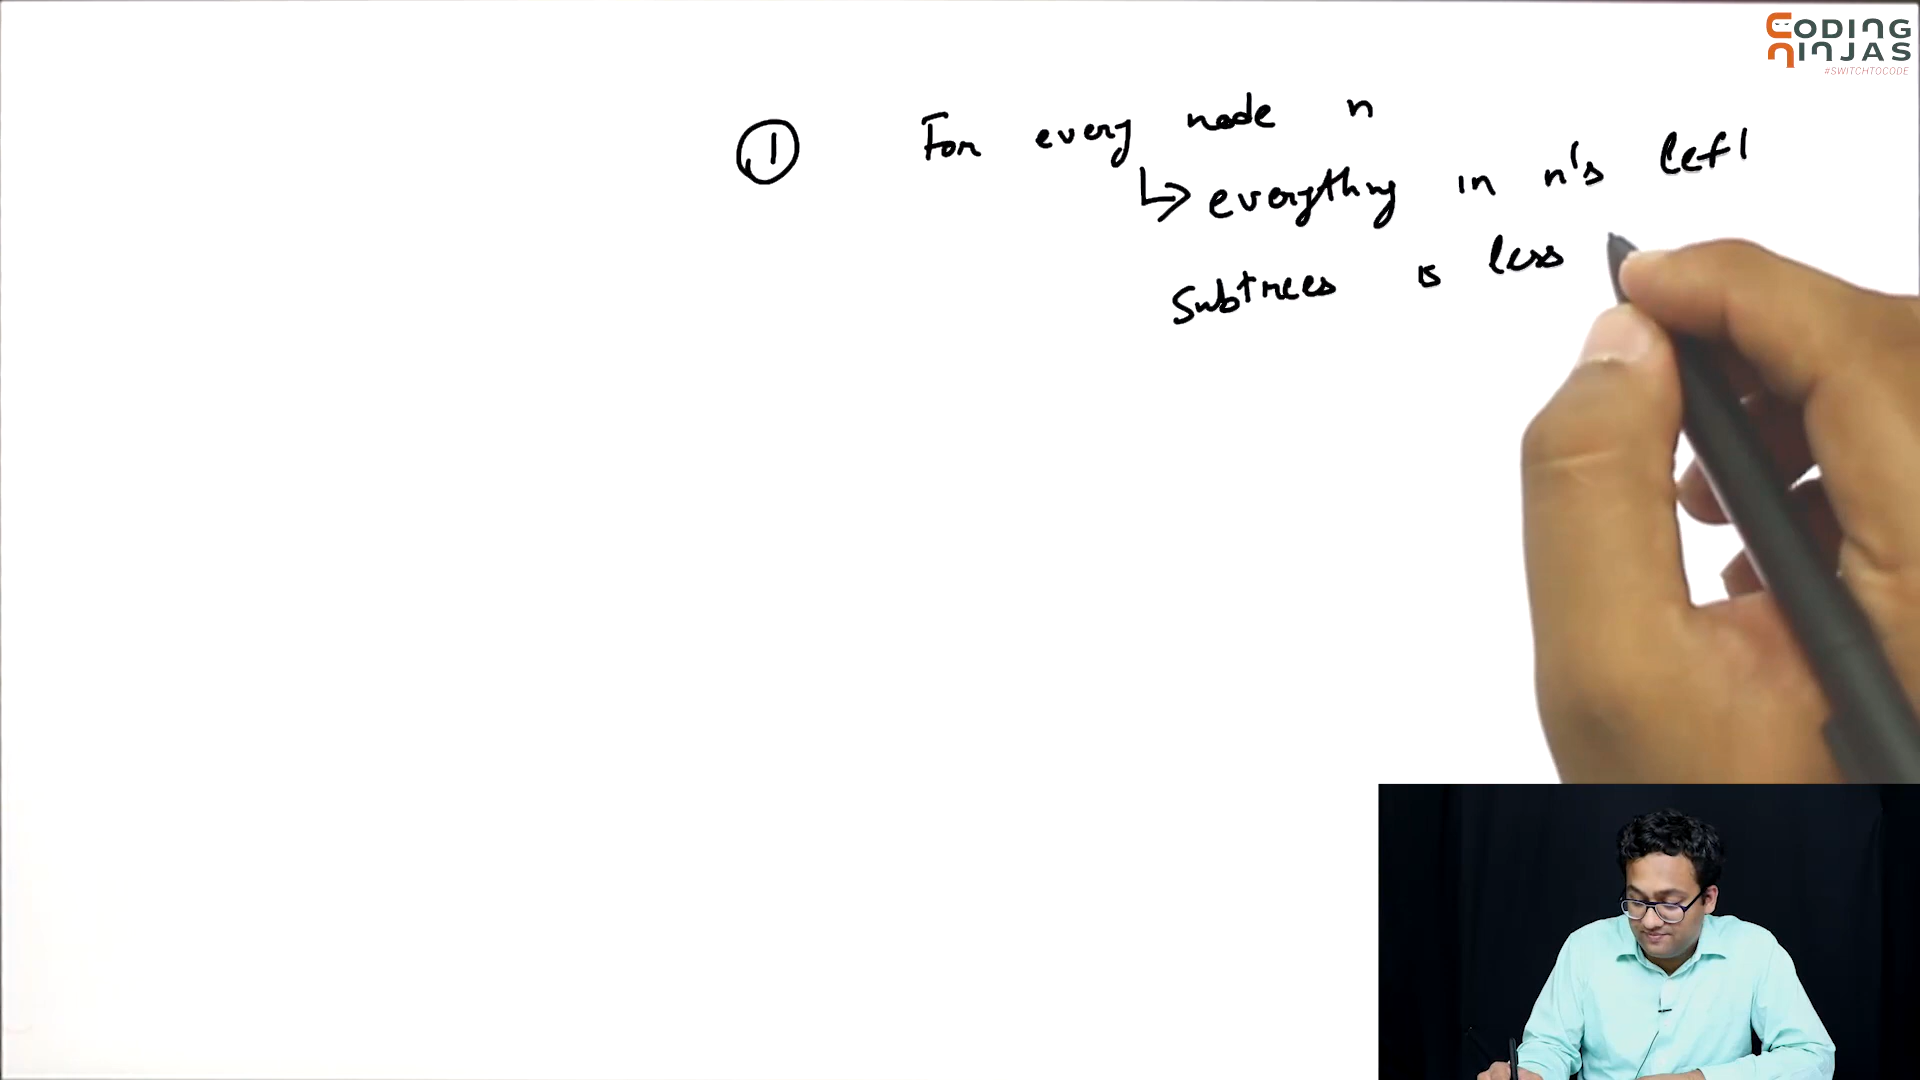 CODING
NINJAS
#SWITCHTOCODE
1 For every node n
↳ everything in n's left
subtrees is less